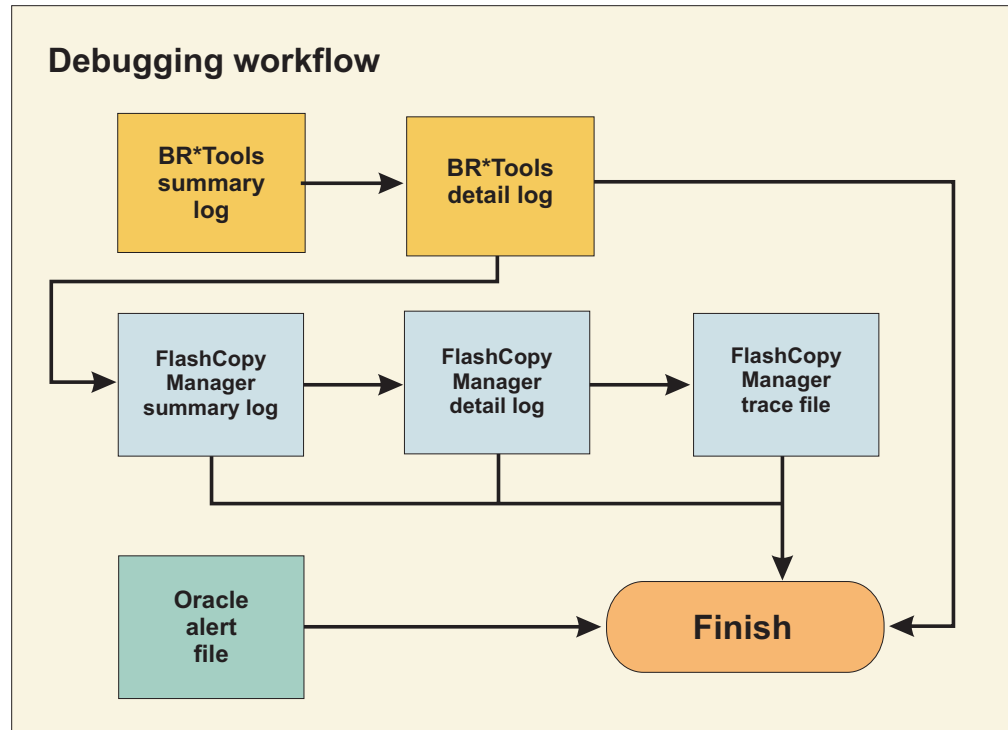 Debugging workflow
BR*Tools
summary
log
BR*Tools
detail log
FlashCopy
Manager
summary log
FlashCopy
Manager
detail log
FlashCopy
Manager
trace file
Oracle
alert
file
Finish